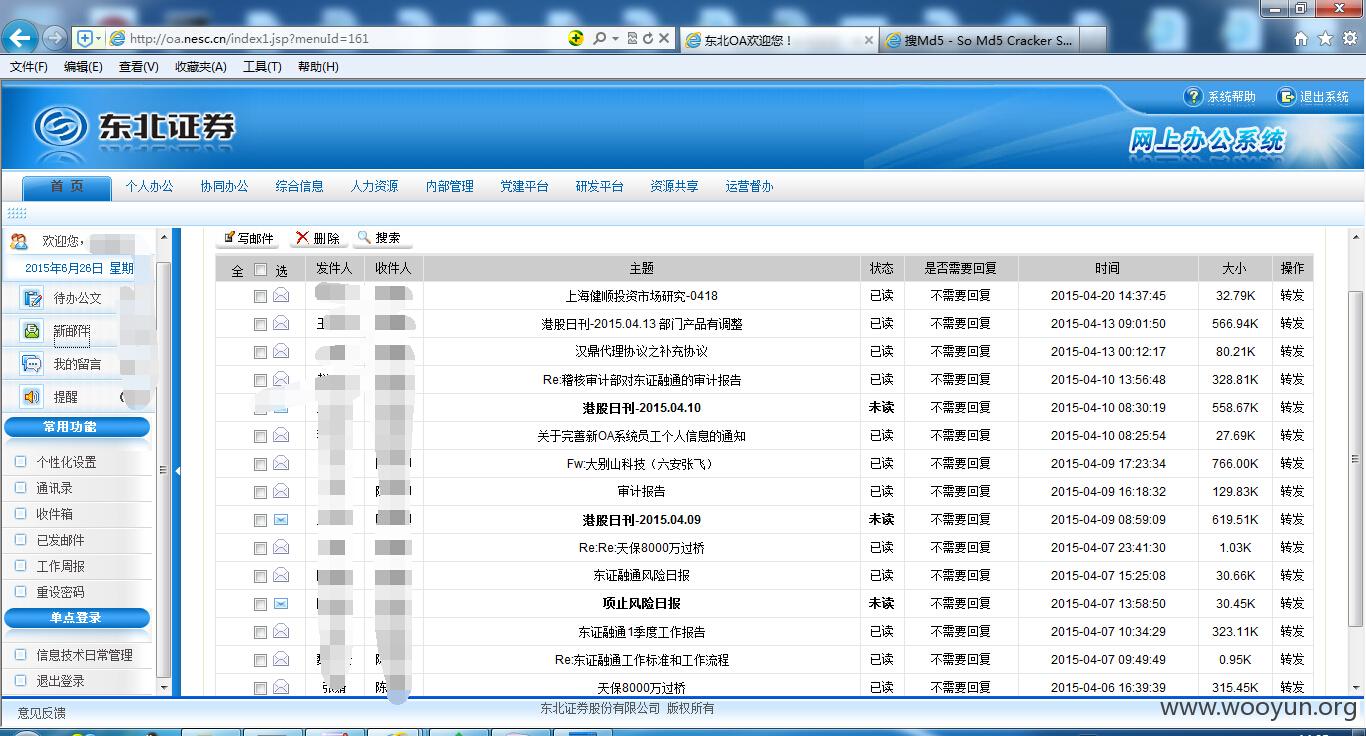 http://oa.nesc.cn/index1.jsp?menuId=161
东北OA欢迎您！
搜Md5 - So Md5 Cracker S...
文件(F) 编辑(E) 查看(V) 收藏夹(A) 工具(T) 帮助(H)
系统帮助 退出系统
东北证券
网上办公系统
首 页 个人办公 协同办公 综合信息 人力资源 内部管理 党建平台 研发平台 资源共享 运营督办
欢迎您,
2015年6月26日 星期
待办公文
新邮件
我的留言
提醒
常用功能
个性化设置
通讯录
收件箱
已发邮件
工作周报
重设密码
单点登录
信息技术日常管理
退出登录
写邮件 删除 搜索
全 选 发件人 收件人 主题 状态 是否需要回复 时间 大小 操作
上海健顺投资市场研究-0418 已读 不需要回复 2015-04-20 14:37:45 32.79K 转发
港股日刊-2015.04.13 部门产品有调整 已读 不需要回复 2015-04-13 09:01:50 566.94K 转发
汉鼎代理协议之补充协议 已读 不需要回复 2015-04-13 00:12:17 80.21K 转发
Re:稽核审计部对东证融通的审计报告 已读 不需要回复 2015-04-10 13:56:48 328.81K 转发
港股日刊-2015.04.10 未读 不需要回复 2015-04-10 08:30:19 558.67K 转发
关于完善新OA系统员工个人信息的通知 已读 不需要回复 2015-04-10 08:25:54 27.69K 转发
Fw:大别山科技（六安张飞） 已读 不需要回复 2015-04-09 17:23:34 766.00K 转发
审计报告 已读 不需要回复 2015-04-09 16:18:32 129.83K 转发
港股日刊-2015.04.09 未读 不需要回复 2015-04-09 08:59:09 619.51K 转发
Re:Re:天保8000万过桥 已读 不需要回复 2015-04-07 23:41:30 1.03K 转发
东证融通风险日报 已读 不需要回复 2015-04-07 15:25:08 30.66K 转发
项止风险日报 未读 不需要回复 2015-04-07 13:58:50 30.45K 转发
东证融通1季度工作报告 已读 不需要回复 2015-04-07 10:34:29 323.11K 转发
Re:东证融通工作标准和工作流程 已读 不需要回复 2015-04-07 09:49:49 0.95K 转发
天保8000万过桥 已读 不需要回复 2015-04-06 16:39:39 315.45K 转发
意见反馈
东北证券股份有限公司 版权所有
www.wooyun.org